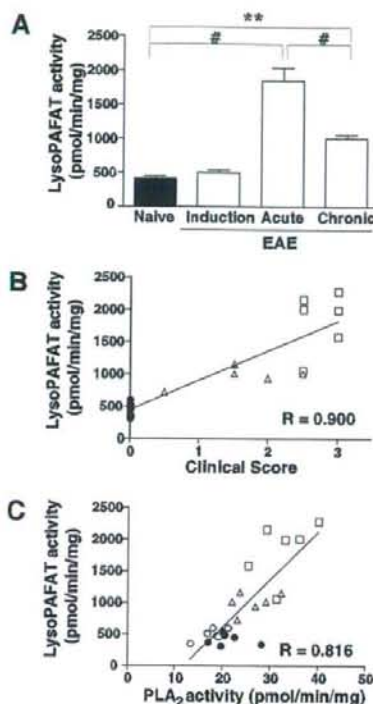 A
**
#
#
LysoPAFAT activity
(pmol/min/mg)
2500
2000
1500
1000
500
0
Naive Induction Acute Chronic
EAE
B
LysoPAFAT activity
(pmol/min/mg)
2500
2000
1500
1000
500
0
R = 0.900
0 1 2 3
Clinical Score
C
LysoPAFAT activity
(pmol/min/mg)
2500
2000
1500
1000
500
0
R = 0.816
0 10 20 30 40 50
PLA₂ activity (pmol/min/mg)